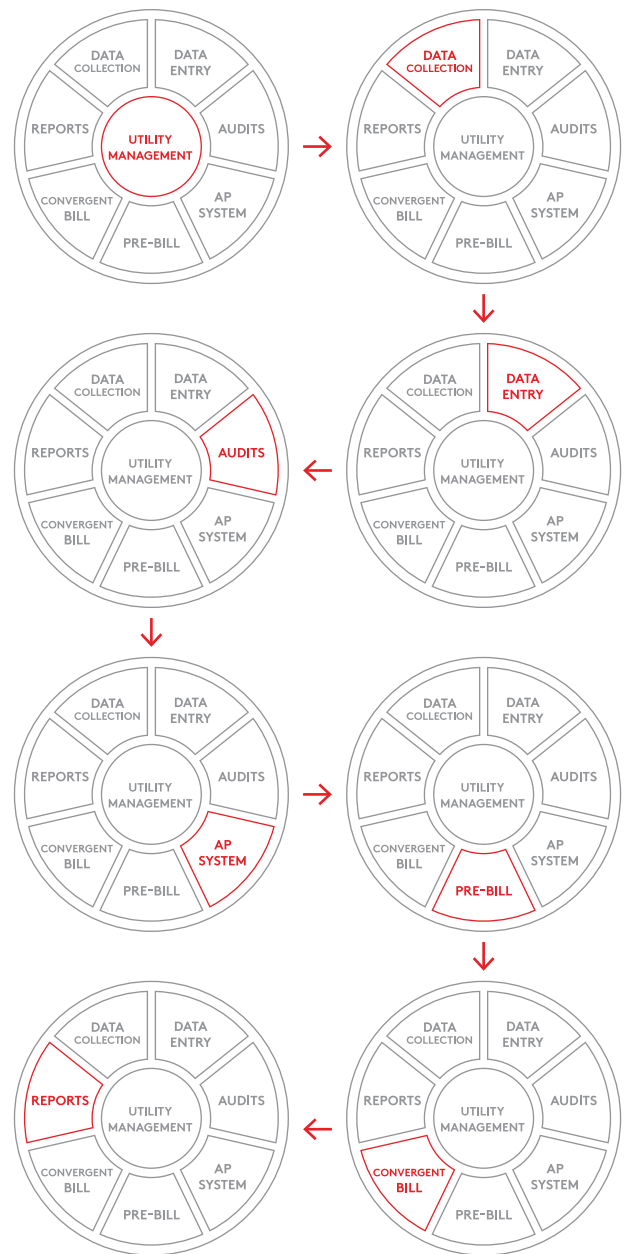 DATA
COLLECTION
DATA
ENTRY
REPORTS
UTILITY
MANAGEMENT
AUDITS
CONVERGENT
BILL
AP
SYSTEM
PRE-BILL
DATA
COLLECTION
DATA
ENTRY
REPORTS
UTILITY
MANAGEMENT
AUDITS
CONVERGENT
BILL
AP
SYSTEM
PRE-BILL
DATA
COLLECTION
DATA
ENTRY
REPORTS
UTILITY
MANAGEMENT
AUDITS
CONVERGENT
BILL
AP
SYSTEM
PRE-BILL
DATA
COLLECTION
DATA
ENTRY
REPORTS
UTILITY
MANAGEMENT
AUDITS
CONVERGENT
BILL
AP
SYSTEM
PRE-BILL
DATA
COLLECTION
DATA
ENTRY
REPORTS
UTILITY
MANAGEMENT
AUDITS
CONVERGENT
BILL
AP
SYSTEM
PRE-BILL
DATA
COLLECTION
DATA
ENTRY
REPORTS
UTILITY
MANAGEMENT
AUDITS
CONVERGENT
BILL
AP
SYSTEM
PRE-BILL
DATA
COLLECTION
DATA
ENTRY
REPORTS
UTILITY
MANAGEMENT
AUDITS
CONVERGENT
BILL
AP
SYSTEM
PRE-BILL
DATA
COLLECTION
DATA
ENTRY
REPORTS
UTILITY
MANAGEMENT
AUDITS
CONVERGENT
BILL
AP
SYSTEM
PRE-BILL